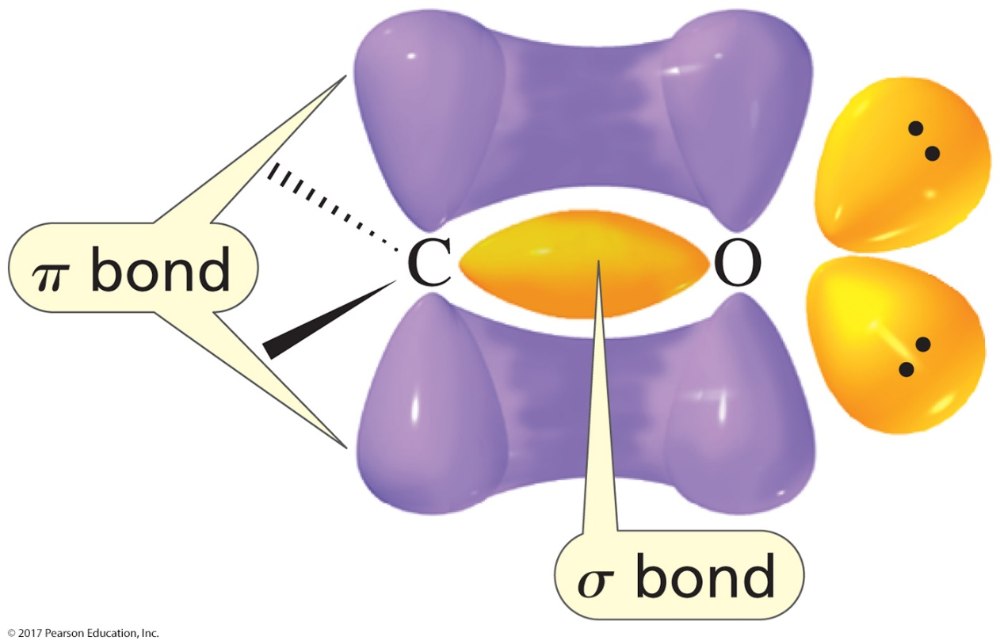 C
O
π bond
σ bond
© 2017 Pearson Education, Inc.